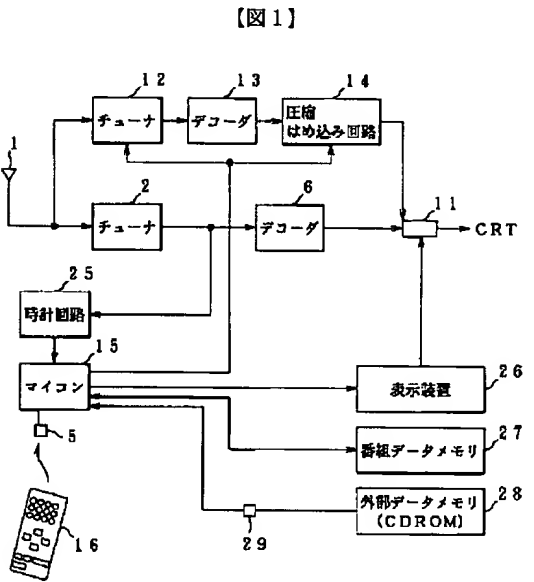 【図1】
12
13
14
チューナ
デコーダ
圧縮
はめ込み回路
1
2
6
11
チューナ
デコーダ
CRT
25
時計回路
15
マイコン
26
表示装置
5
27
番組データメモリ
28
外部データメモリ
(CDROM)
16
29